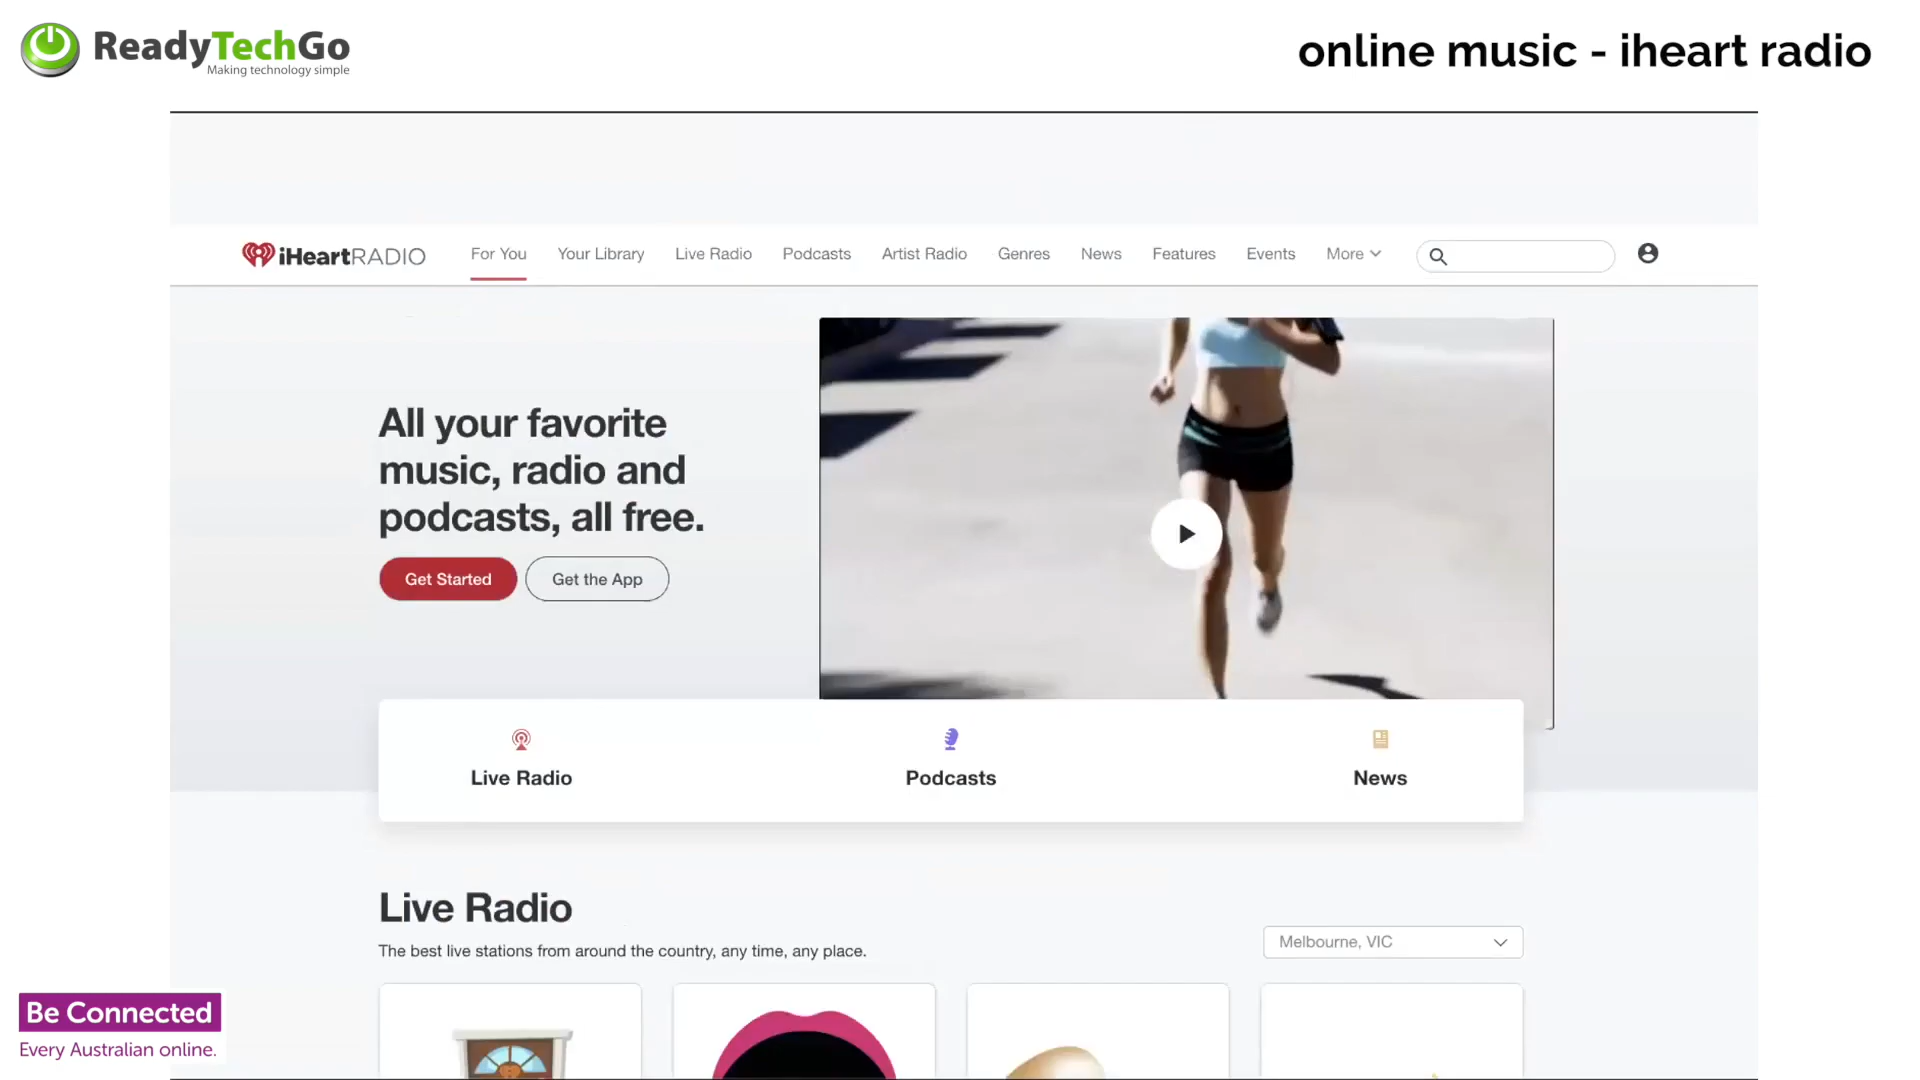 ReadyTechGo
Making technology simple
online music - iheart radio
iHeartRADIO
For You
Your Library
Live Radio
Podcasts
Artist Radio
Genres
News
Features
Events
More
All your favorite
music, radio and
podcasts, all free.
Get Started
Get the App
Live Radio
Podcasts
News
Live Radio
The best live stations from around the country, any time, any place.
Melbourne, VIC
Be Connected
Every Australian online.